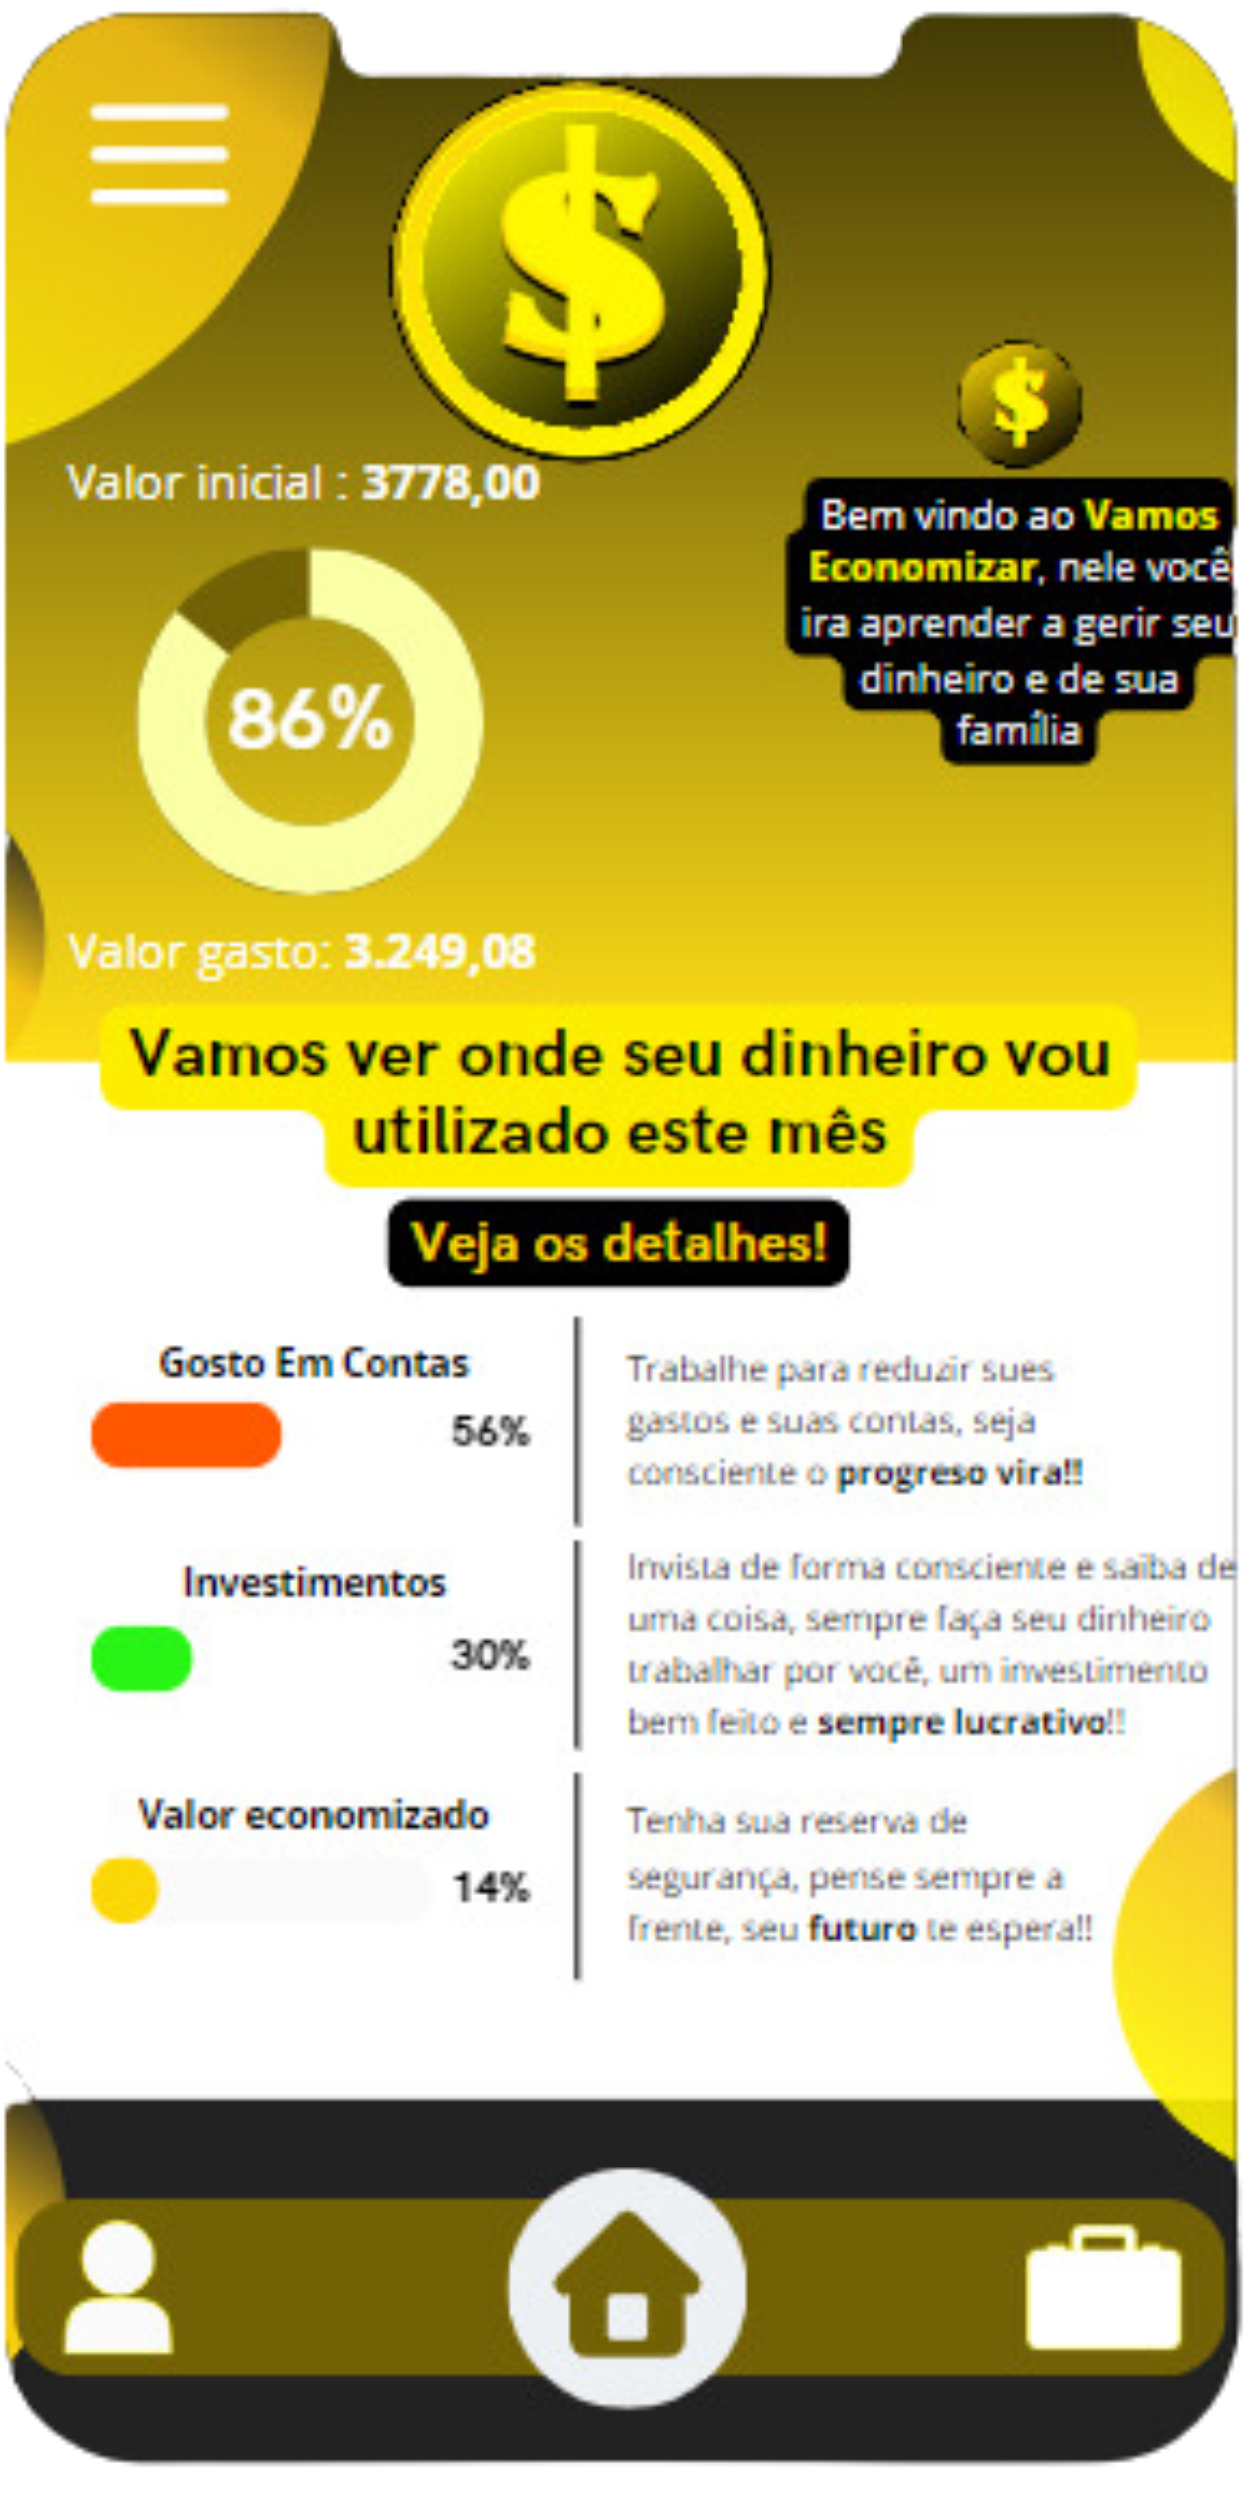 $
$
Valor inicial : 3778,00
Bem vindo ao Vamos
Economizar, nele você
ira aprender a gerir seu
dinheiro e de sua
família
86%
Valor gasto: 3.249,08
Vamos ver onde seu dinheiro vou
utilizado este mês
Veja os detalhes!
Gosto Em Contas
56%
Trabalhe para reduzir sues
gastos e suas contas, seja
consciente o progreso vira!!
Investimentos
30%
Invista de forma consciente e saiba de
uma coisa, sempre faça seu dinheiro
trabalhar por você, um investimento
bem feito e sempre lucrativo!!
Valor economizado
14%
Tenha sua reserva de
segurança, pense sempre a
frente, seu futuro te espera!!